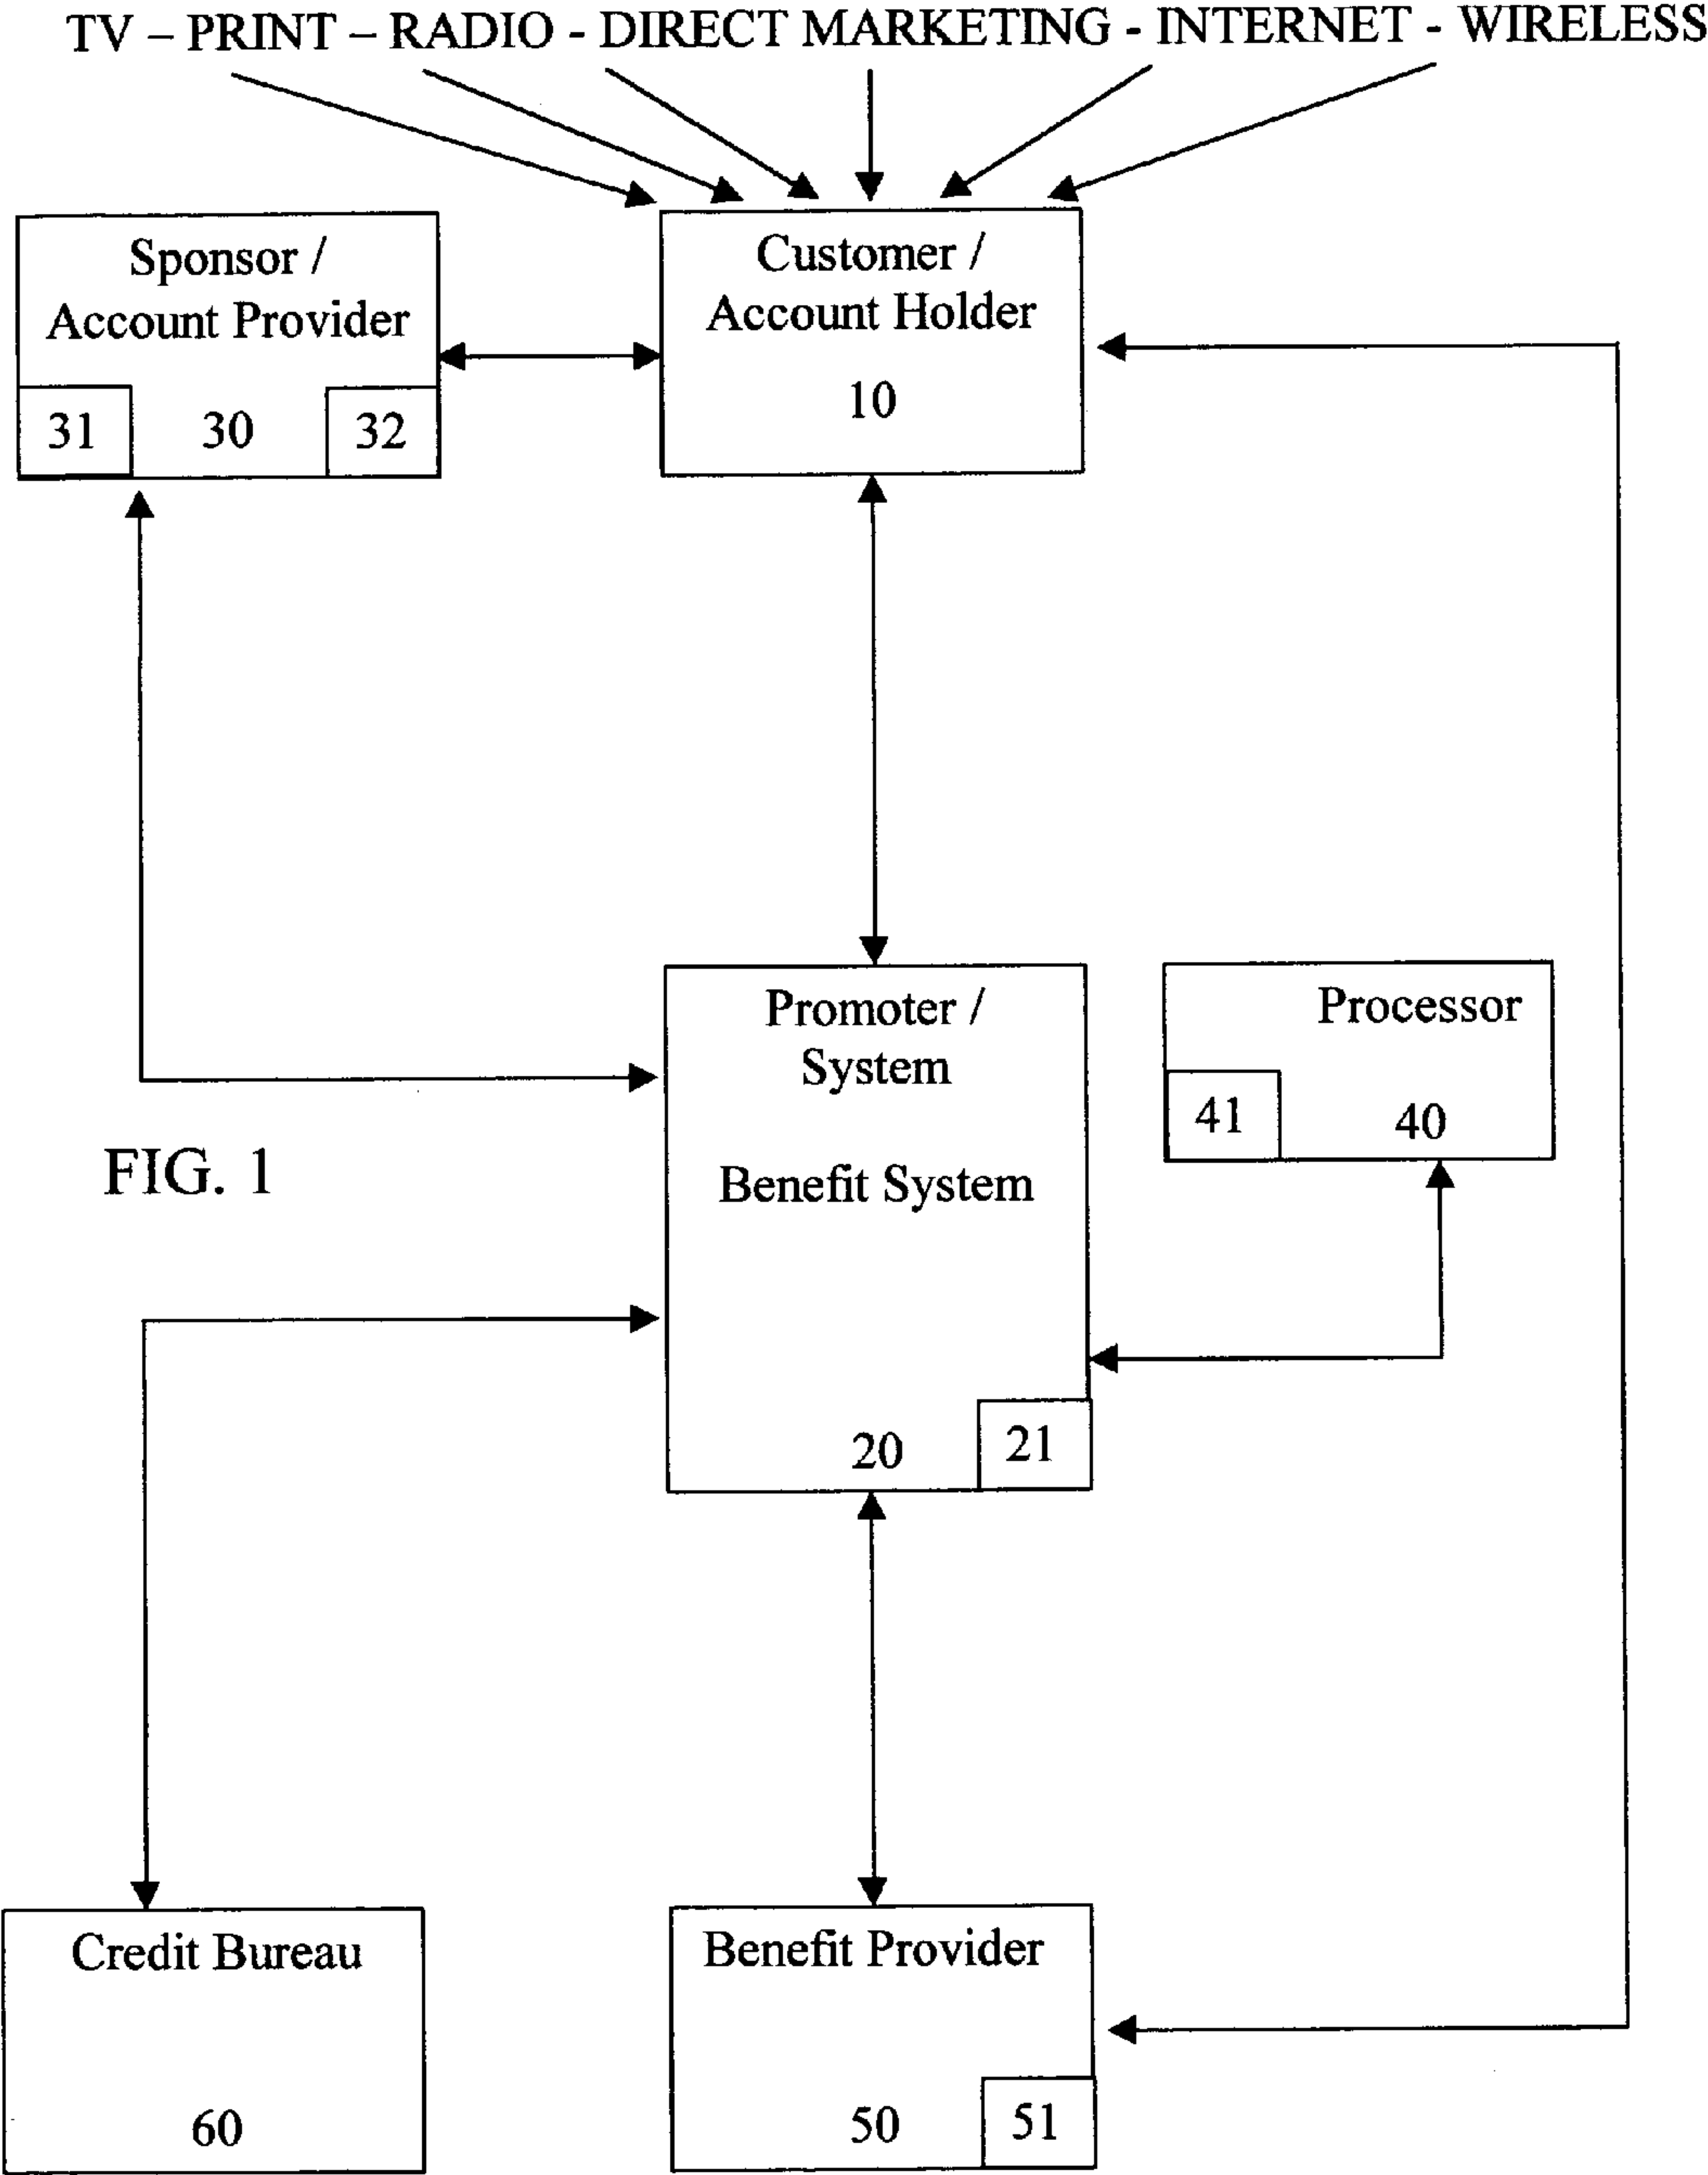 TV – PRINT – RADIO - DIRECT MARKETING - INTERNET - WIRELESS
Sponsor /
Account Provider
31 30 32
Customer /
Account Holder
10
Promoter /
System
Benefit System
20 21
Processor
41 40
FIG. 1
Credit Bureau
60
Benefit Provider
50 51